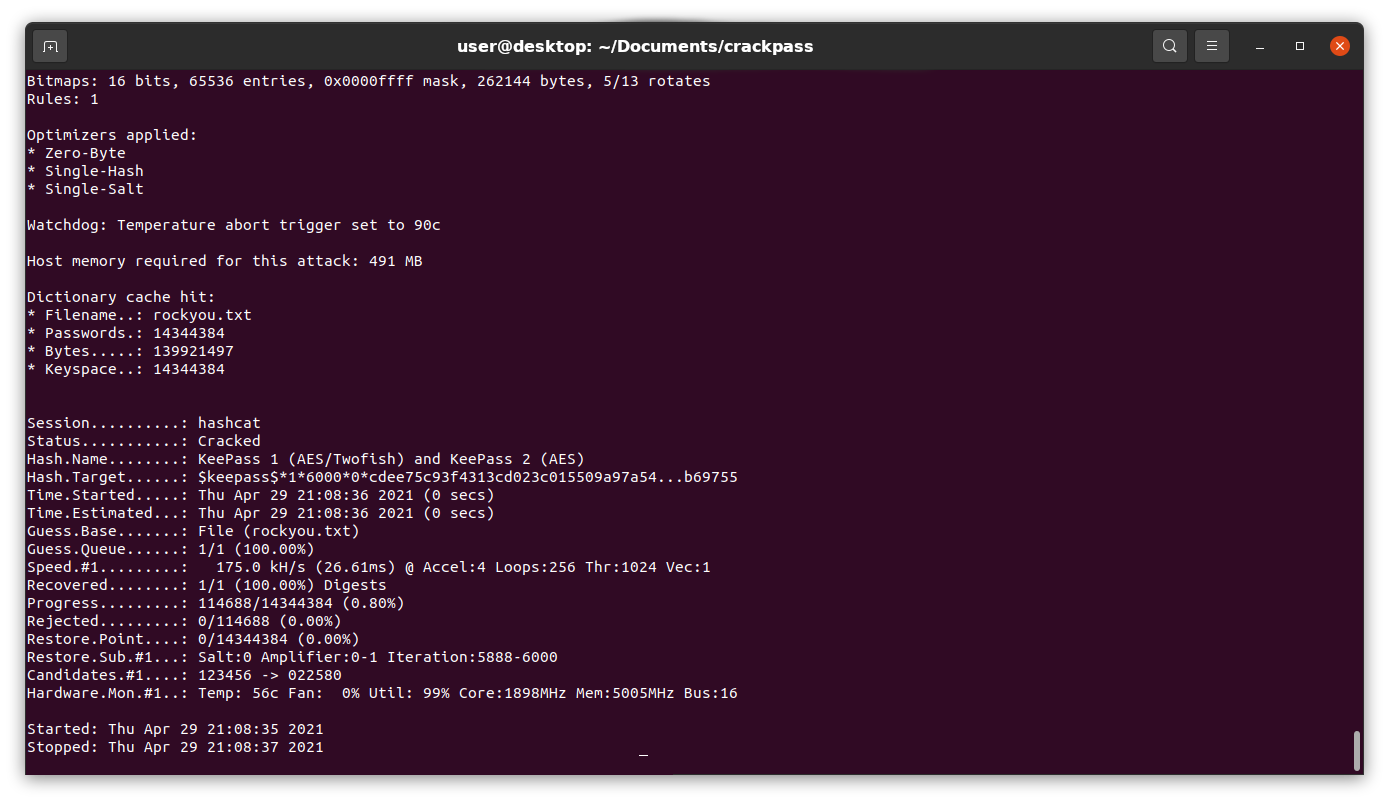 user@desktop: ~/Documents/crackpass
Bitmaps: 16 bits, 65536 entries, 0x0000ffff mask, 262144 bytes, 5/13 rotates
Rules: 1
Optimizers applied:
* Zero-Byte
* Single-Hash
* Single-Salt
Watchdog: Temperature abort trigger set to 90c
Host memory required for this attack: 491 MB
Dictionary cache hit:
* Filename..: rockyou.txt
* Passwords.: 14344384
* Bytes.....: 139921497
* Keyspace..: 14344384
Session..........: hashcat
Status...........: Cracked
Hash.Name........: KeePass 1 (AES/Twofish) and KeePass 2 (AES)
Hash.Target......: $keepass$*1*6000*0*cdee75c93f4313cd023c015509a97a54...b69755
Time.Started.....: Thu Apr 29 21:08:36 2021 (0 secs)
Time.Estimated...: Thu Apr 29 21:08:36 2021 (0 secs)
Guess.Base.......: File (rockyou.txt)
Guess.Queue......: 1/1 (100.00%)
Speed.#1.........:   175.0 kH/s (26.61ms) @ Accel:4 Loops:256 Thr:1024 Vec:1
Recovered........: 1/1 (100.00%) Digests
Progress.........: 114688/14344384 (0.80%)
Rejected.........: 0/114688 (0.00%)
Restore.Point....: 0/14344384 (0.00%)
Restore.Sub.#1...: Salt:0 Amplifier:0-1 Iteration:5888-6000
Candidates.#1....: 123456 -> 022580
Hardware.Mon.#1..: Temp: 56c Fan:  0% Util: 99% Core:1898MHz Mem:5005MHz Bus:16
Started: Thu Apr 29 21:08:35 2021
Stopped: Thu Apr 29 21:08:37 2021